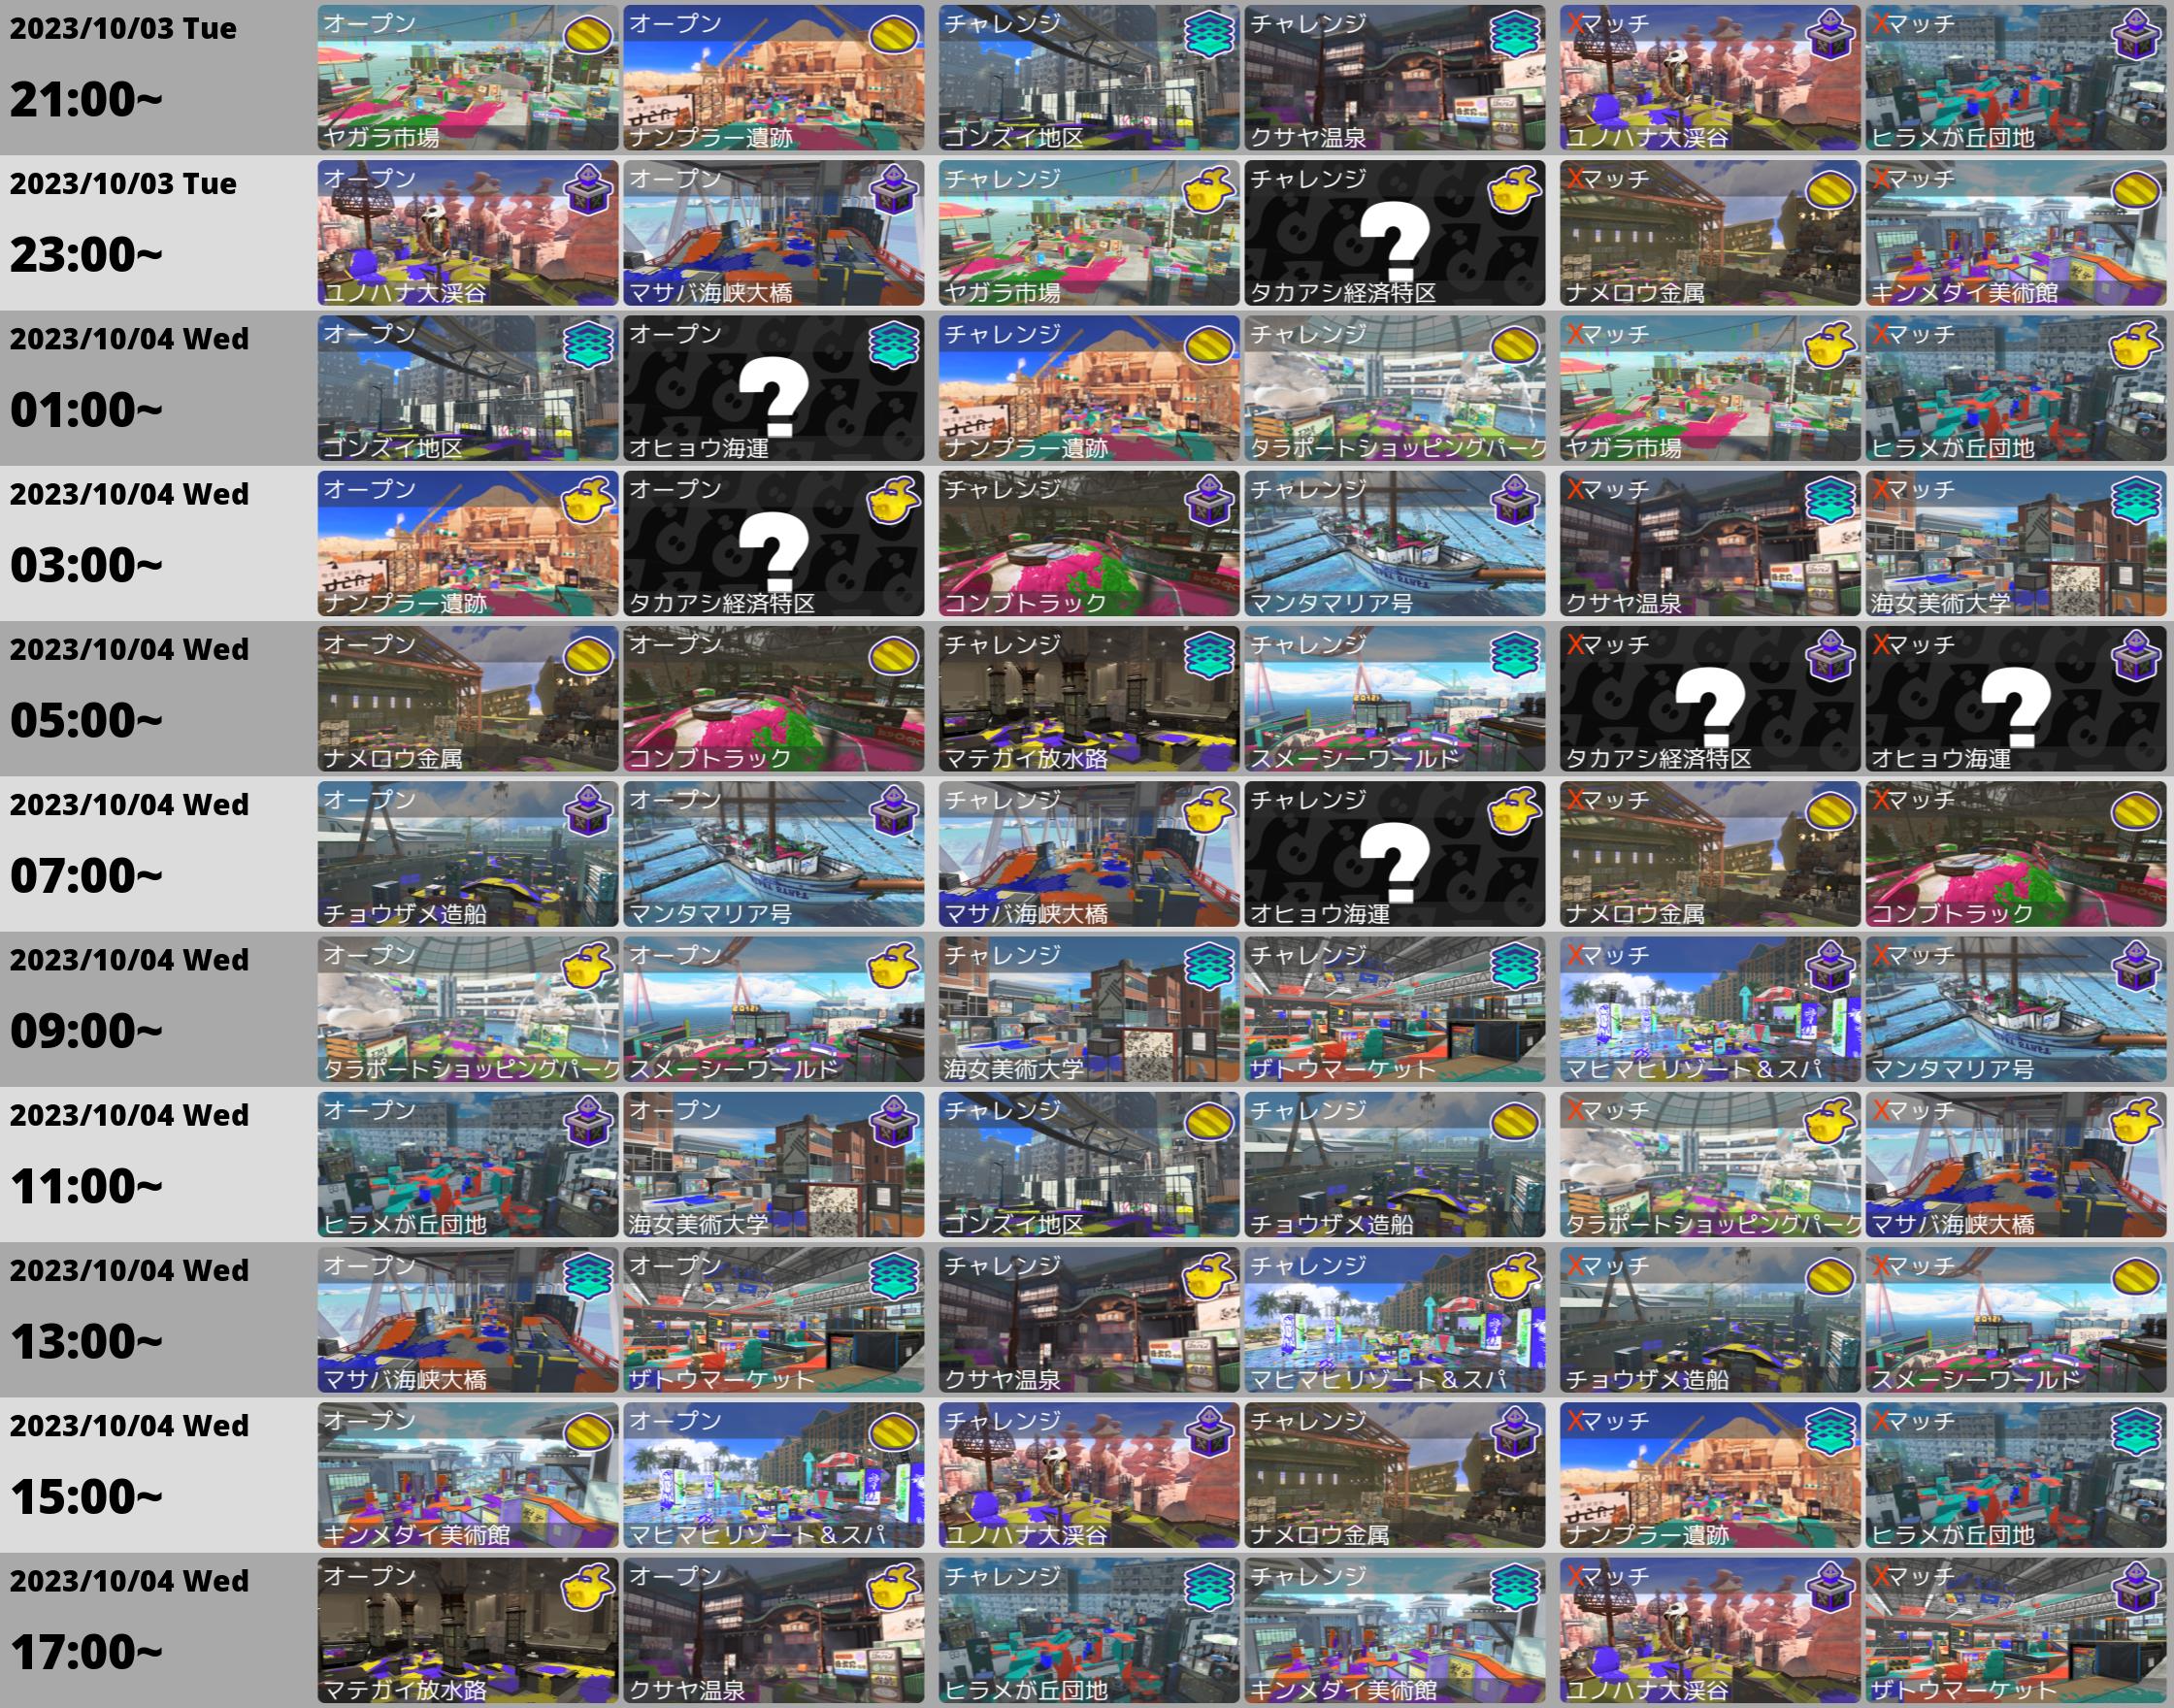 2023/10/03 Tue
21:00~
オープン
ヤガラ市場
オープン
ナンプラー遺跡
チャレンジ
ゴンズイ地区
チャレンジ
クサヤ温泉
Xマッチ
ユノハナ大渓谷
Xマッチ
ヒラメが丘団地
2023/10/03 Tue
23:00~
オープン
ユノハナ大渓谷
オープン
マサバ海峡大橋
チャレンジ
ヤガラ市場
チャレンジ
?
タカアシ経済特区
Xマッチ
ナメロウ金属
Xマッチ
キンメダイ美術館
2023/10/04 Wed
01:00~
オープン
ゴンズイ地区
オープン
?
オヒョウ海運
チャレンジ
ナンプラー遺跡
チャレンジ
タラポートショッピングパーク
Xマッチ
ヤガラ市場
Xマッチ
ヒラメが丘団地
2023/10/04 Wed
03:00~
オープン
ナンプラー遺跡
オープン
?
タカアシ経済特区
チャレンジ
コンブトラック
チャレンジ
マンタマリア号
Xマッチ
クサヤ温泉
Xマッチ
海女美術大学
2023/10/04 Wed
05:00~
オープン
ナメロウ金属
オープン
コンブトラック
チャレンジ
マテガイ放水路
チャレンジ
スメーシーワールド
Xマッチ
?
タカアシ経済特区
Xマッチ
?
オヒョウ海運
2023/10/04 Wed
07:00~
オープン
チョウザメ造船
オープン
マンタマリア号
チャレンジ
マサバ海峡大橋
チャレンジ
?
オヒョウ海運
Xマッチ
ナメロウ金属
Xマッチ
コンブトラック
2023/10/04 Wed
09:00~
オープン
タラポートショッピングパーク
オープン
スメーシーワールド
チャレンジ
海女美術大学
チャレンジ
ザトウマーケット
Xマッチ
マヒマヒリゾート＆スパ
Xマッチ
マンタマリア号
2023/10/04 Wed
11:00~
オープン
ヒラメが丘団地
オープン
海女美術大学
チャレンジ
ゴンズイ地区
チャレンジ
チョウザメ造船
Xマッチ
タラポートショッピングパーク
Xマッチ
マサバ海峡大橋
2023/10/04 Wed
13:00~
オープン
マサバ海峡大橋
オープン
ザトウマーケット
チャレンジ
クサヤ温泉
チャレンジ
マヒマヒリゾート＆スパ
Xマッチ
チョウザメ造船
Xマッチ
スメーシーワールド
2023/10/04 Wed
15:00~
オープン
キンメダイ美術館
オープン
マヒマヒリゾート＆スパ
チャレンジ
ユノハナ大渓谷
チャレンジ
ナメロウ金属
Xマッチ
ナンプラー遺跡
Xマッチ
ヒラメが丘団地
2023/10/04 Wed
17:00~
オープン
マテガイ放水路
オープン
クサヤ温泉
チャレンジ
ヒラメが丘団地
チャレンジ
キンメダイ美術館
Xマッチ
ユノハナ大渓谷
Xマッチ
ザトウマーケット